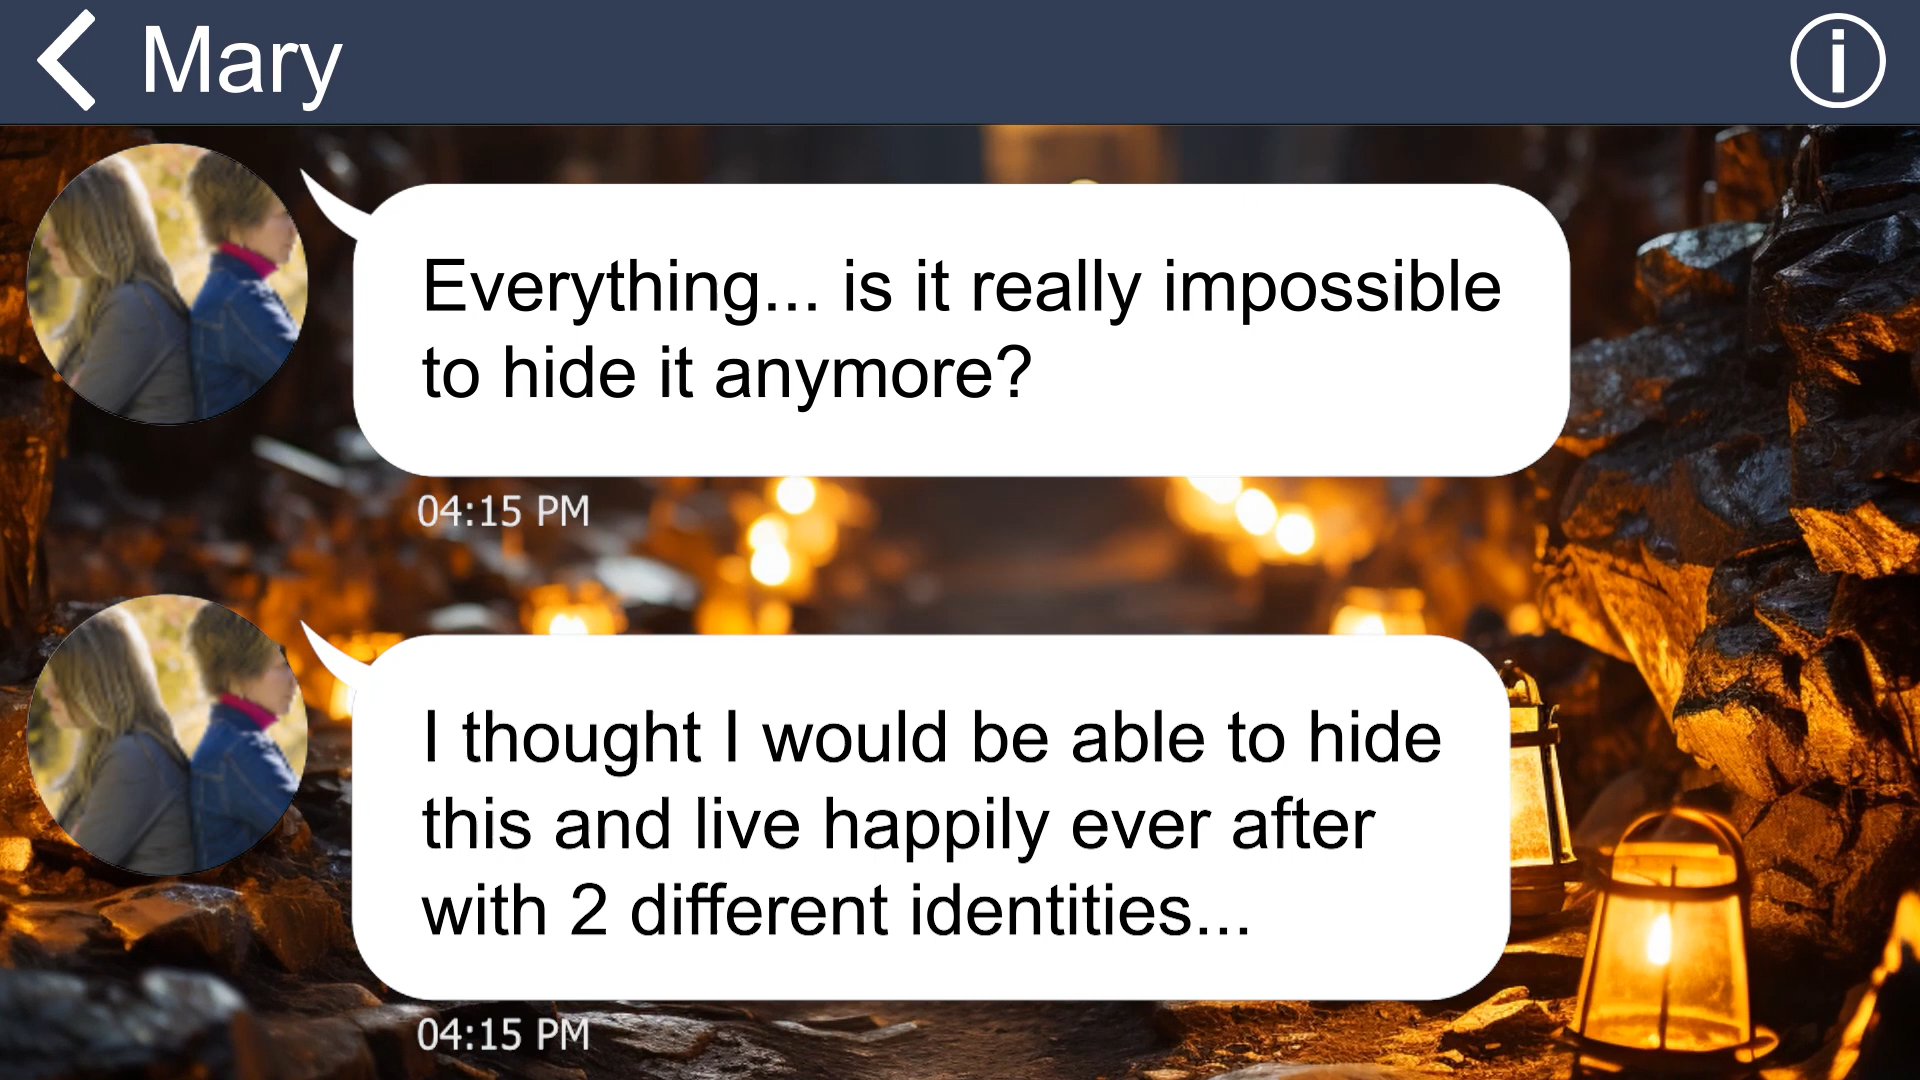 Mary
Everything... is it really impossible
to hide it anymore?
04:15 PM
I thought I would be able to hide
this and live happily ever after
with 2 different identities...
04:15 PM